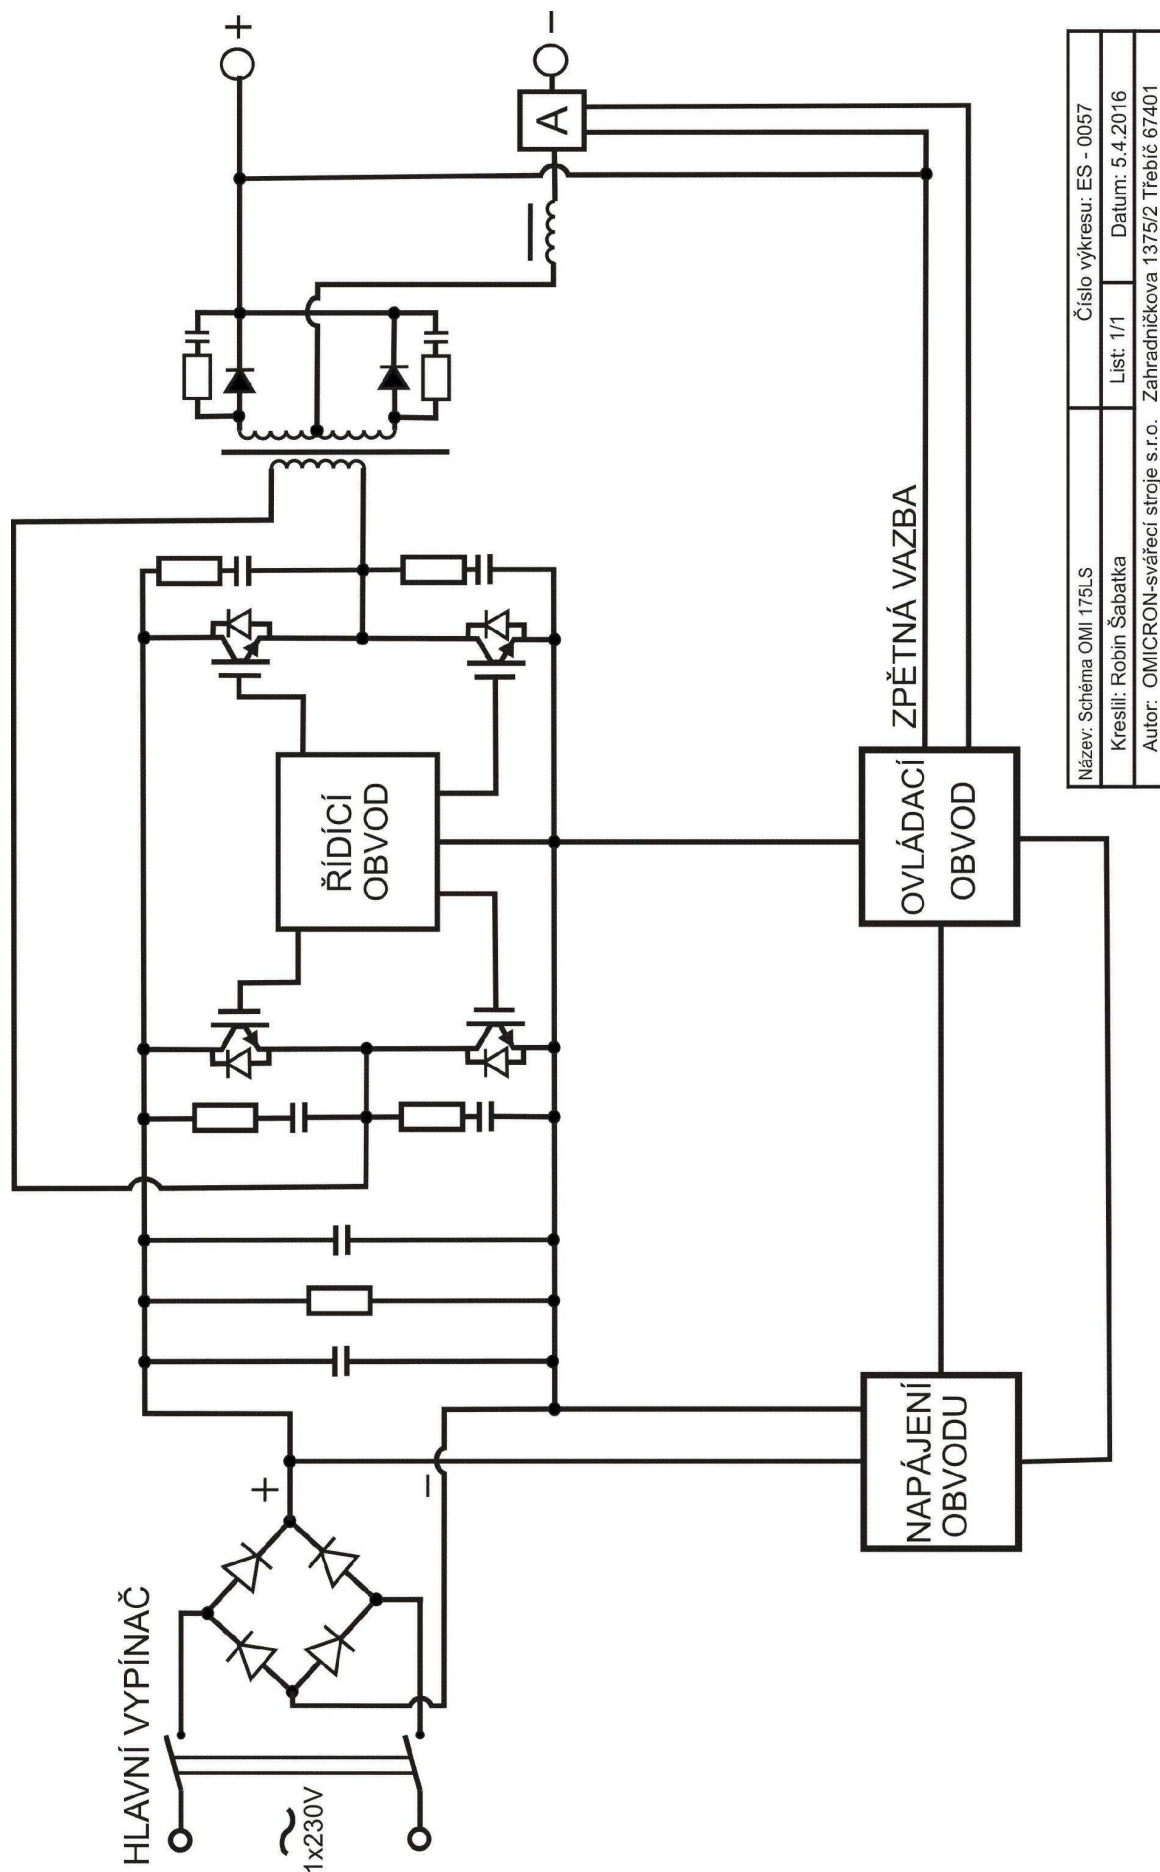 HLAVNÍ VYPÍNAČ
1x230V
+
−
NAPÁJENÍ
OBVODU
ŘÍDÍCÍ
OBVOD
OVLÁDACÍ
OBVOD
ZPĚTNÁ VAZBA
A
+
−
Název: Schéma OMI 175LS
Číslo výkresu: ES - 0057
Kreslil: Robin Šabatka
List: 1/1
Datum: 5.4.2016
Autor: OMICRON-svářecí stroje s.r.o. Zahradníčkova 1375/2 Třebíč 67401